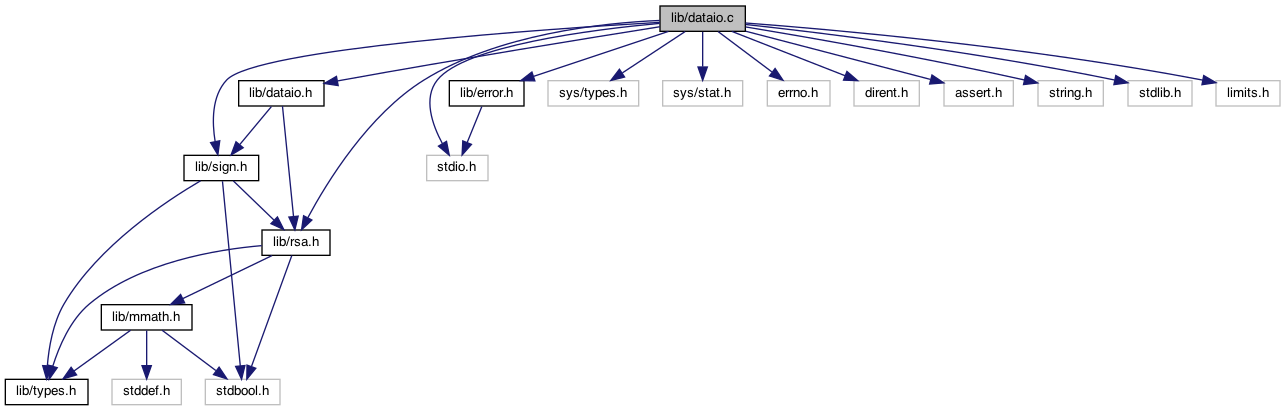 lib/dataio.c
lib/dataio.h
lib/error.h
sys/types.h
sys/stat.h
errno.h
dirent.h
assert.h
string.h
stdlib.h
limits.h
lib/sign.h
stdio.h
lib/rsa.h
lib/mmath.h
lib/types.h
stddef.h
stdbool.h